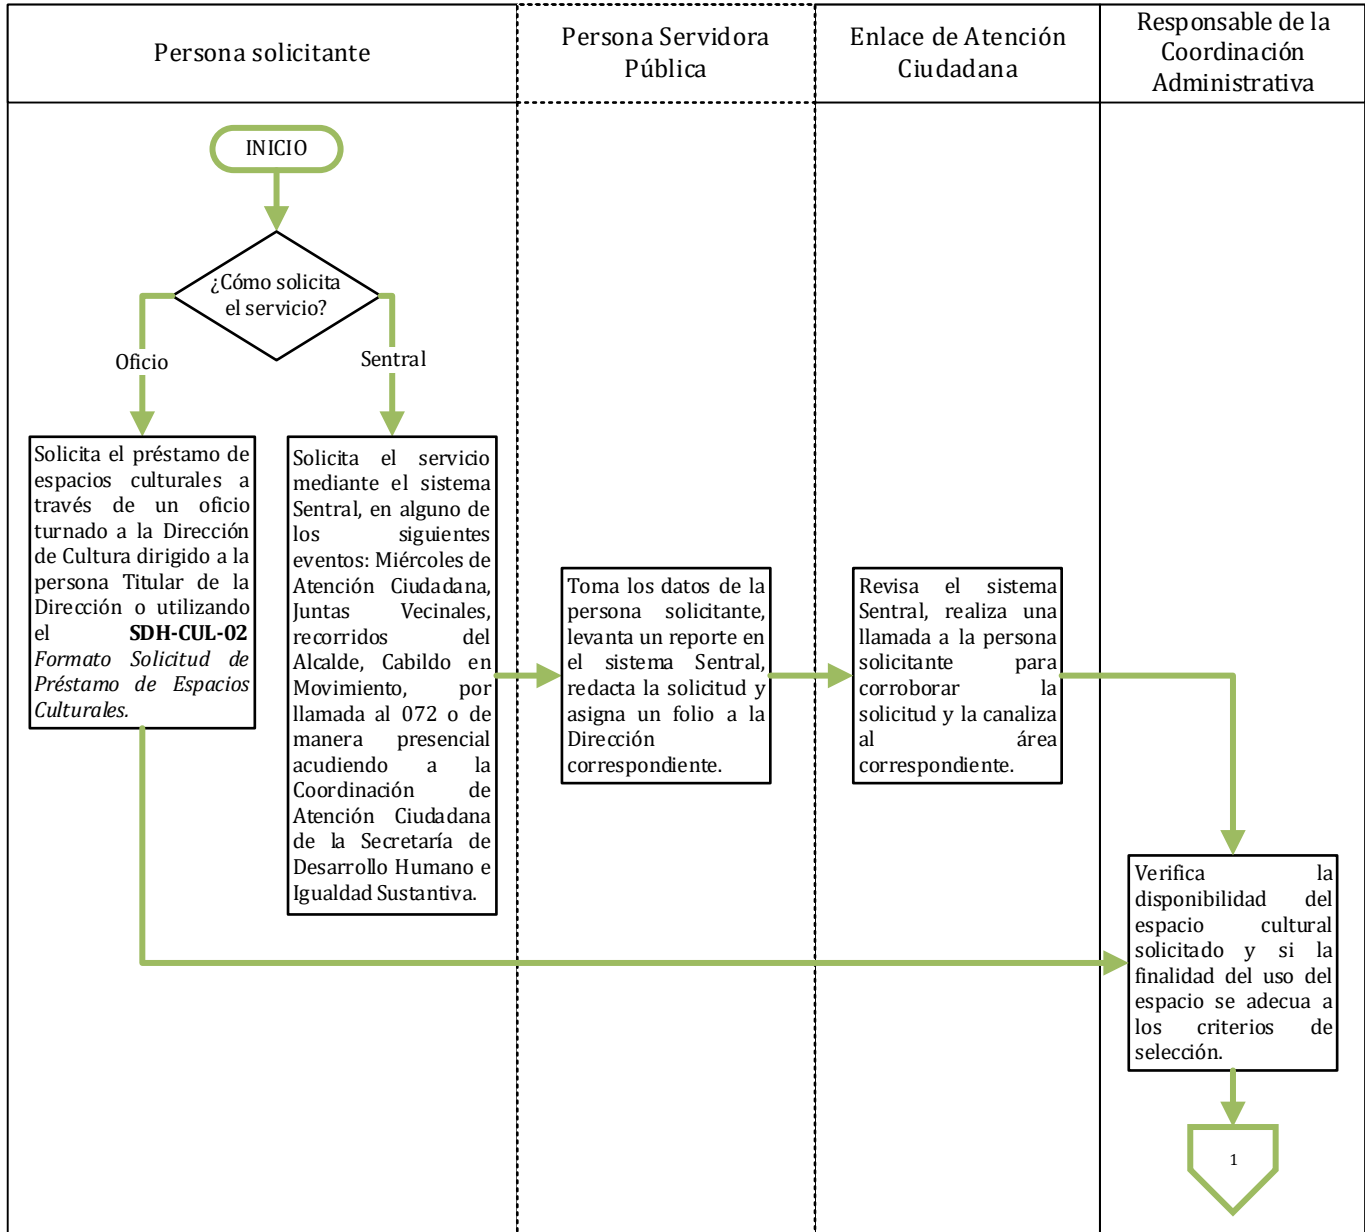 Persona solicitante
Persona Servidora
Pública
Enlace de Atención
Ciudadana
Responsable de la
Coordinación
Administrativa
INICIO
¿Cómo solicita
el servicio?
Oficio
Sentral
Solicita el préstamo de
espacios culturales a
través de un oficio
turnado a la Dirección
de Cultura dirigido a la
persona Titular de la
Dirección o utilizando
el SDH-CUL-02
Formato Solicitud de
Préstamo de Espacios
Culturales.
Solicita el servicio
mediante el sistema
Sentral, en alguno de
los siguientes
eventos: Miércoles de
Atención Ciudadana,
Juntas Vecinales,
recorridos del
Alcalde, Cabildo en
Movimiento, por
llamada al 072 o de
manera presencial
acudiendo a la
Coordinación de
Atención Ciudadana
de la Secretaría de
Desarrollo Humano e
Igualdad Sustantiva.
Toma los datos de la
persona solicitante,
levanta un reporte en
el sistema Sentral,
redacta la solicitud y
asigna un folio a la
Dirección
correspondiente.
Revisa el sistema
Sentral, realiza una
llamada a la persona
solicitante para
corroborar la
solicitud y la canaliza
al área
correspondiente.
Verifica la
disponibilidad del
espacio cultural
solicitado y si la
finalidad del uso del
espacio se adecua a
los criterios de
selección.
1